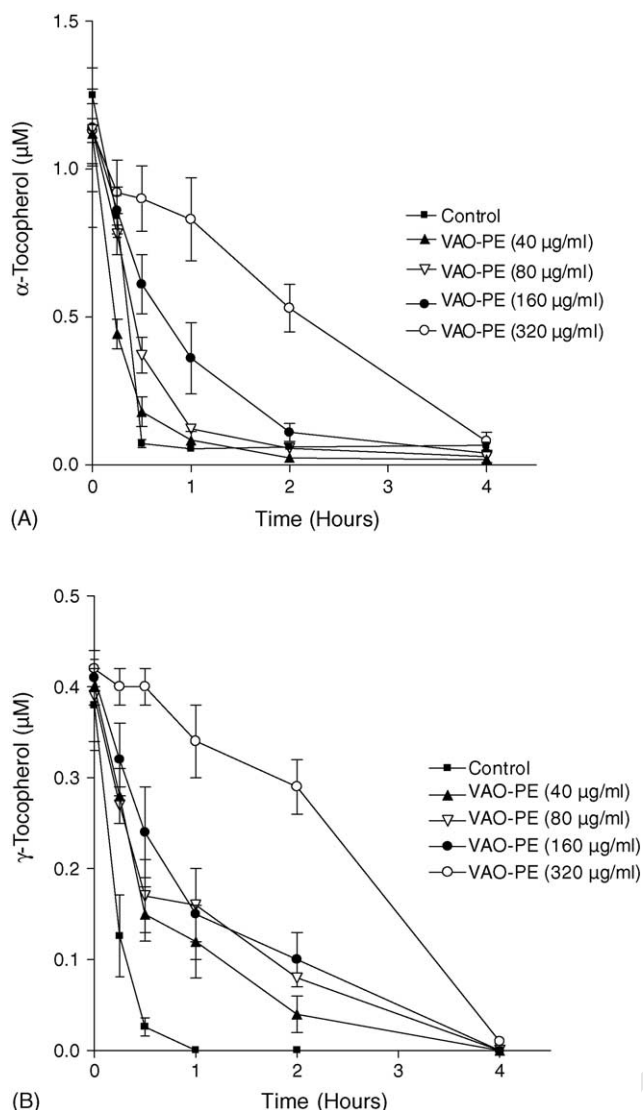 1.5
1.0
0.5
0.0
α-Tocopherol (μM)
Control
VAO-PE (40 μg/ml)
VAO-PE (80 μg/ml)
VAO-PE (160 μg/ml)
VAO-PE (320 μg/ml)
0 1 2 3 4
Time (Hours)
(A)
0.5
0.4
0.3
0.2
0.1
0.0
γ-Tocopherol (μM)
Control
VAO-PE (40 μg/ml)
VAO-PE (80 μg/ml)
VAO-PE (160 μg/ml)
VAO-PE (320 μg/ml)
0 1 2 3 4
Time (Hours)
(B)